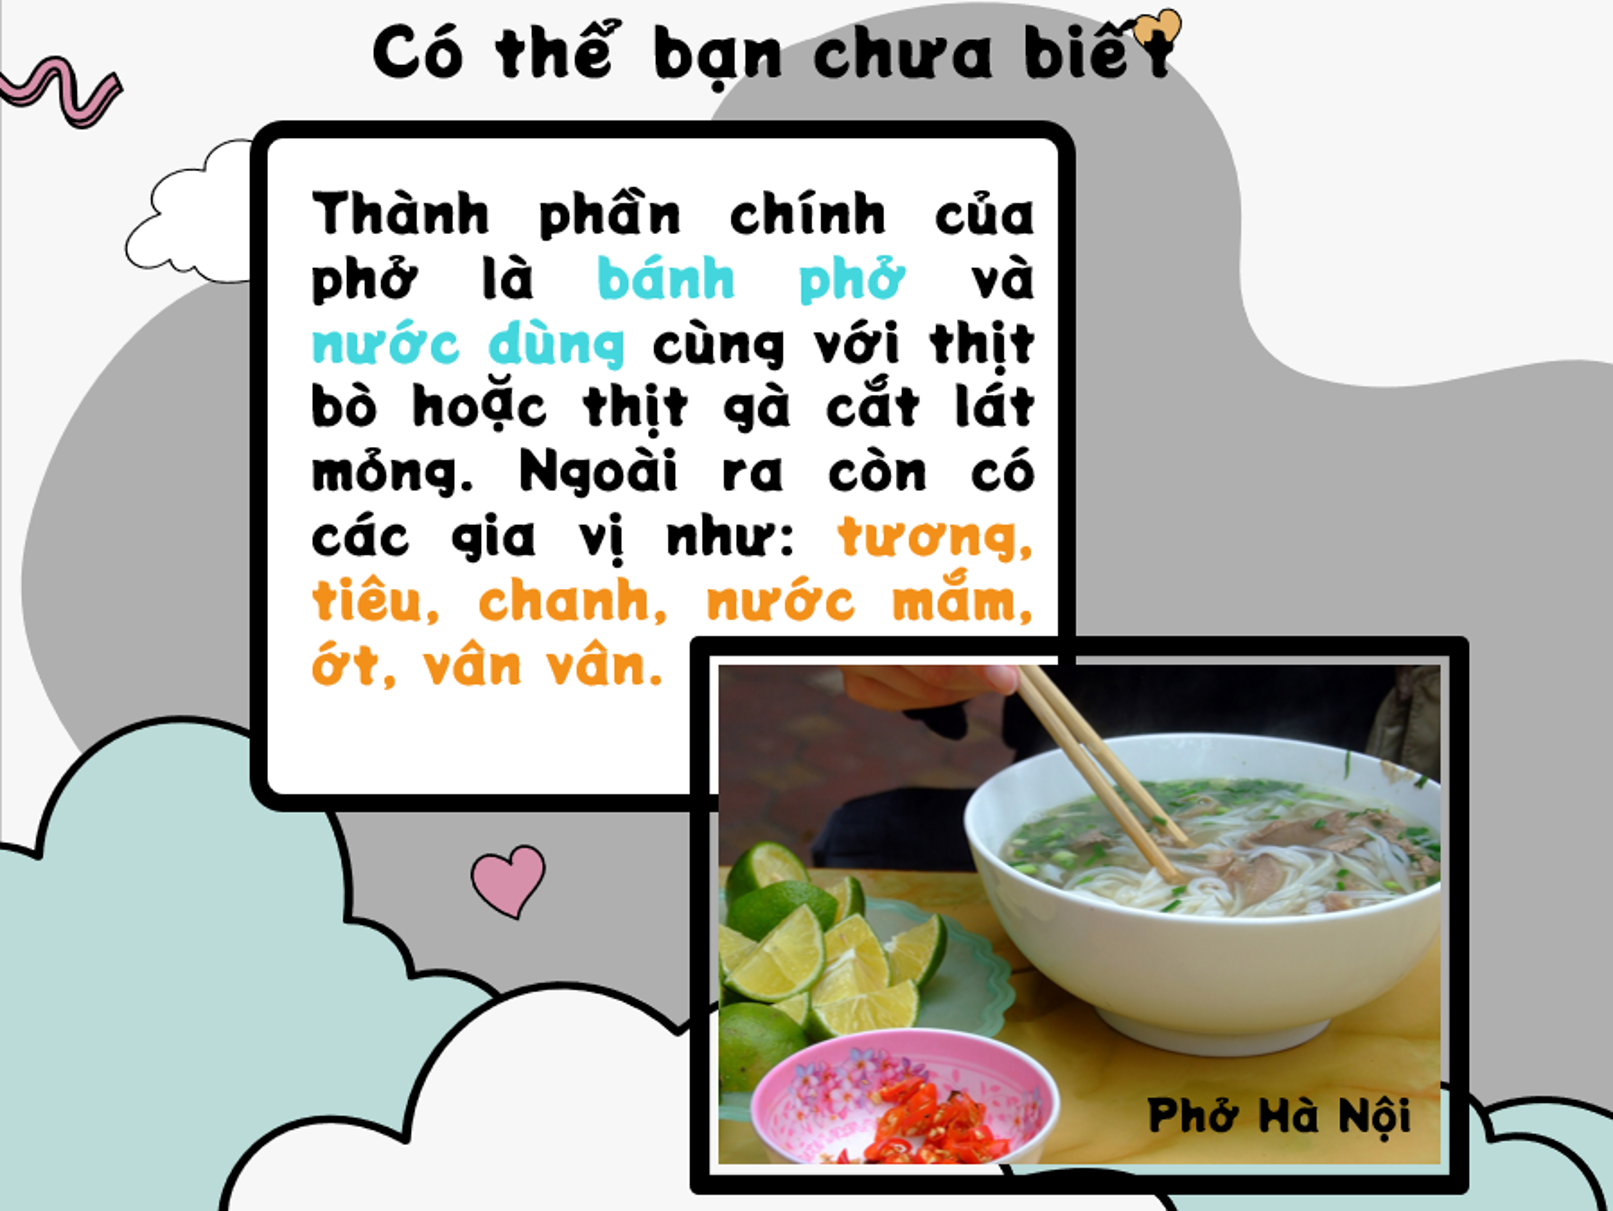 Có thể bạn chưa biết
Thành phần chính của
phở là bánh phở và
nước dùng cùng với thịt
bò hoặc thịt gà cắt lát
mỏng. Ngoài ra còn có
các gia vị như: tương,
tiêu, chanh, nước mắm,
ớt, vân vân.
Phở Hà Nội